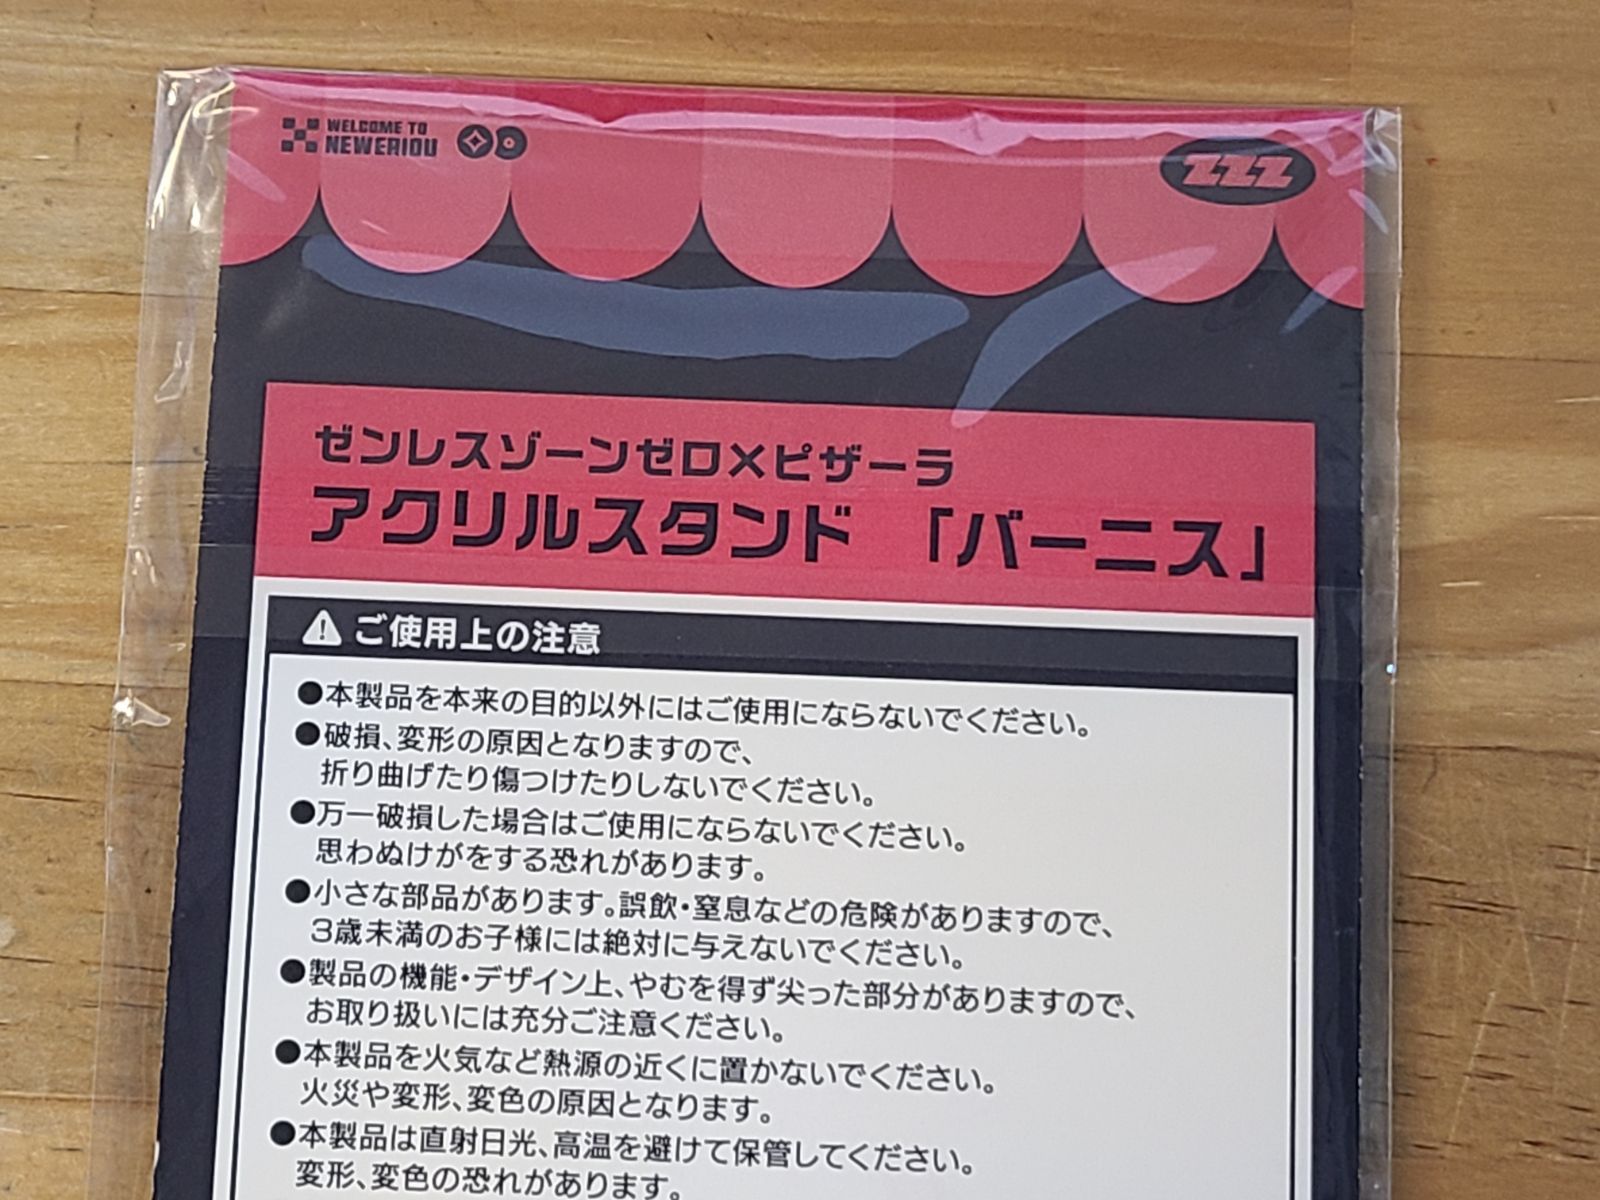 WELCOME TO
NEWERIDU
ZZZ
ゼンレスゾーンゼロ×ピザーラ
アクリルスタンド 「バーニス」
ご使用上の注意
●本製品を本来の目的以外にはご使用にならないでください。
●破損、変形の原因となりますので、
折り曲げたり傷つけたりしないでください。
●万一破損した場合はご使用にならないでください。
思わぬけがをする恐れがあります。
●小さな部品があります。誤飲・窒息などの危険がありますので、
3歳未満のお子様には絶対に与えないでください。
●製品の機能・デザイン上、やむを得ず尖った部分がありますので、
お取り扱いには充分ご注意ください。
●本製品を火気など熱源の近くに置かないでください。
火災や変形、変色の原因となります。
●本製品は直射日光、高温を避けて保管してください。
変形、変色の恐れがあります。